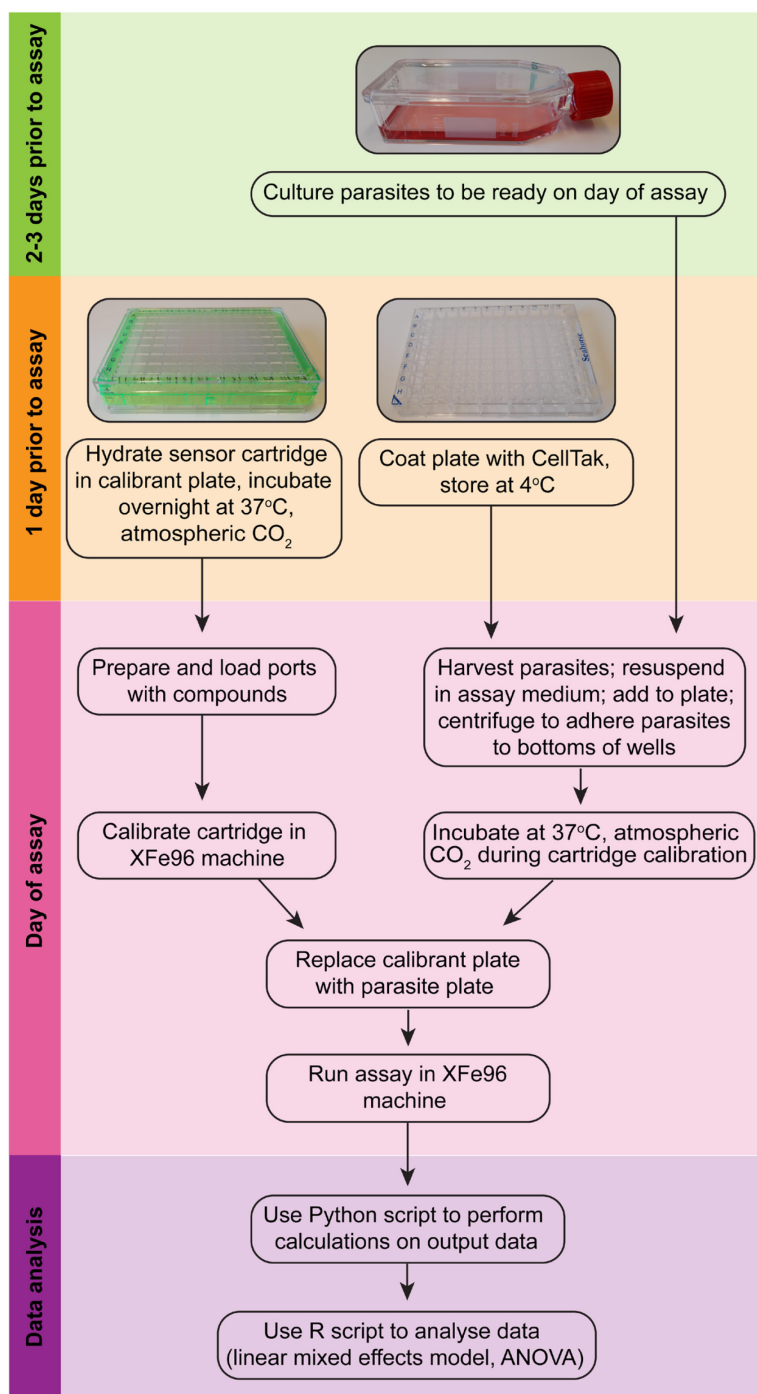 2-3 days prior to assay
Culture parasites to be ready on day of assay
1 day prior to assay
Seahorse
Hydrate sensor cartridge
in calibrant plate, incubate
overnight at 37°C,
atmospheric CO₂
Coat plate with CellTak,
store at 4°C
Day of assay
Prepare and load ports
with compounds
Harvest parasites; resuspend
in assay medium; add to plate;
centrifuge to adhere parasites
to bottoms of wells
Calibrate cartridge in
XFe96 machine
Incubate at 37°C, atmospheric
CO₂ during cartridge calibration
Replace calibrant plate
with parasite plate
Run assay in XFe96
machine
Data analysis
Use Python script to perform
calculations on output data
Use R script to analyse data
(linear mixed effects model, ANOVA)